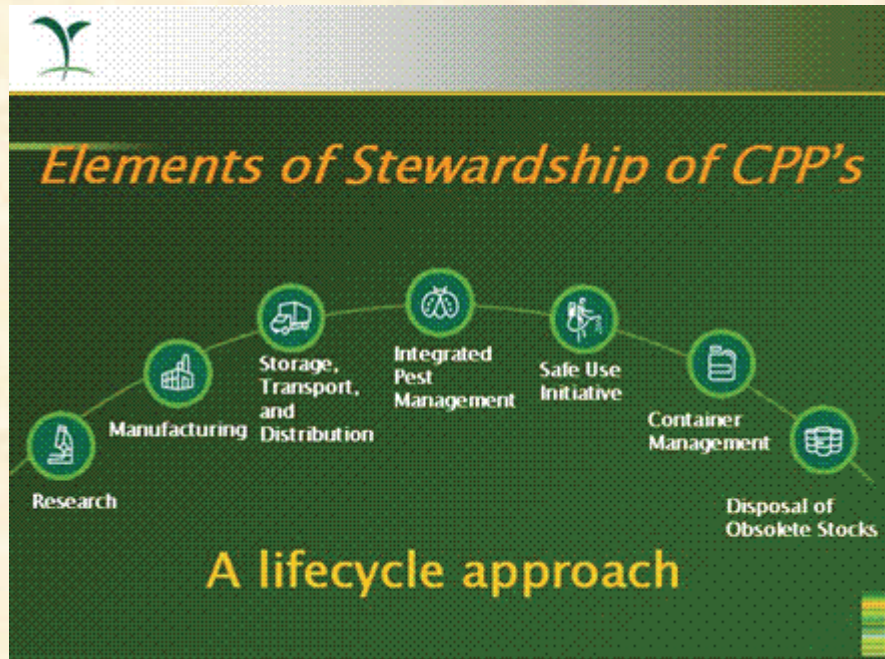 Elements of Stewardship of CPP's
Research
Manufacturing
Storage,
Transport,
and
Distribution
Integrated
Pest
Management
Safe Use
Initiative
Container
Management
Disposal of
Obsolete Stocks
A lifecycle approach